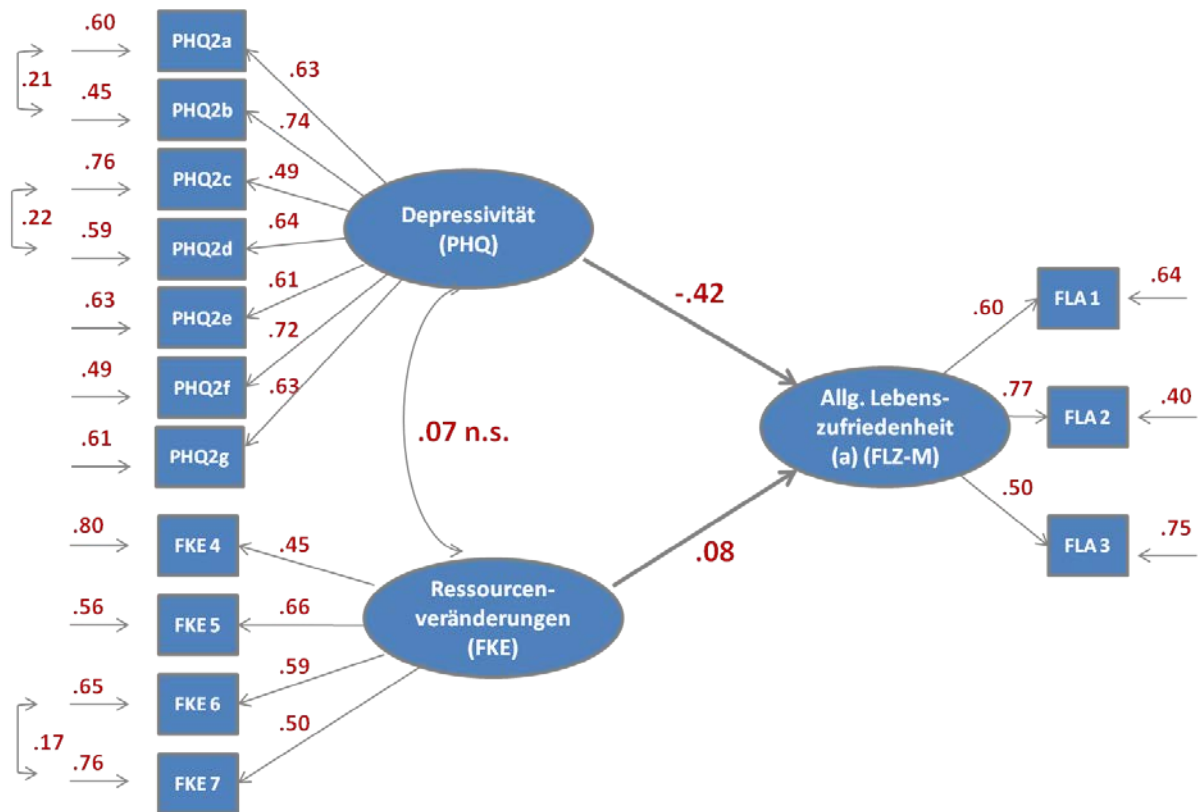 .60
PHQ2a
.63
.21
.45
PHQ2b
.74
.76
PHQ2c
.49
.22
.59
PHQ2d
.64
.63
PHQ2e
.61
.49
PHQ2f
.72
.61
PHQ2g
.63
Depressivität
(PHQ)
-.42
.07 n.s.
.80
FKE 4
.45
.56
FKE 5
.66
.65
FKE 6
.59
.17
.76
FKE 7
.50
Ressourcen-
veränderungen
(FKE)
.08
Allg. Lebens-
zufriedenheit
(a) (FLZ-M)
.60
FLA 1
.64
.77
FLA 2
.40
.50
FLA 3
.75